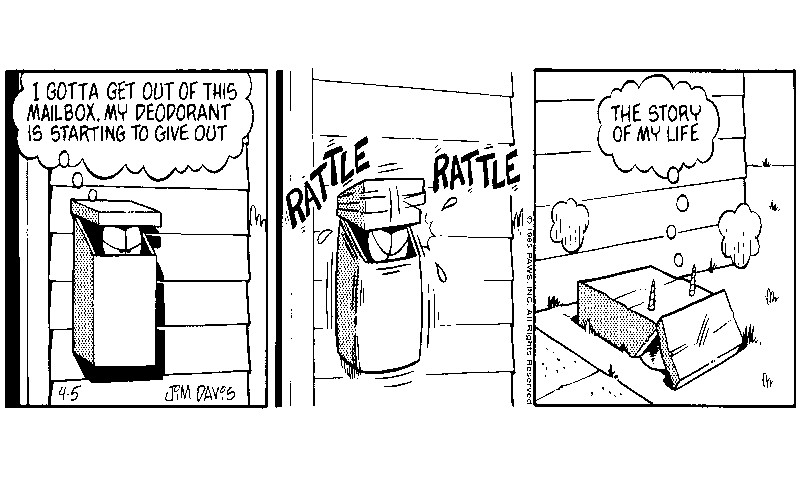 I GOTTA GET OUT OF THIS
MAILBOX. MY DEODORANT
IS STARTING TO GIVE OUT
4-5
JIM DAVIS
RATTLE
RATTLE
© 1985 PAWS, INC. All Rights Reserved
THE STORY
OF MY LIFE